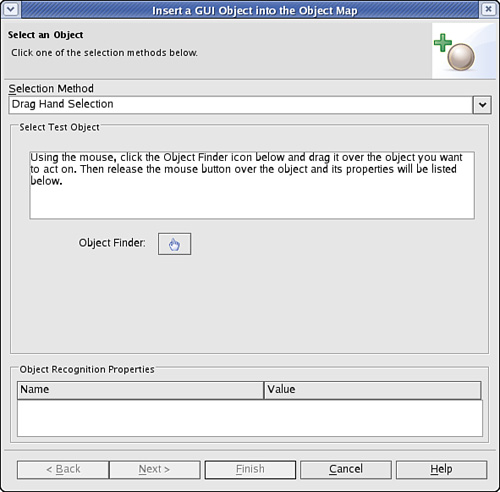 Insert a GUI Object into the Object Map
Select an Object
Click one of the selection methods below.
Selection Method
Drag Hand Selection
Select Test Object
Using the mouse, click the Object Finder icon below and drag it over the object you want
to act on. Then release the mouse button over the object and its properties will be listed
below.
Object Finder:
Object Recognition Properties
Name Value
< Back Next > Finish Cancel Help